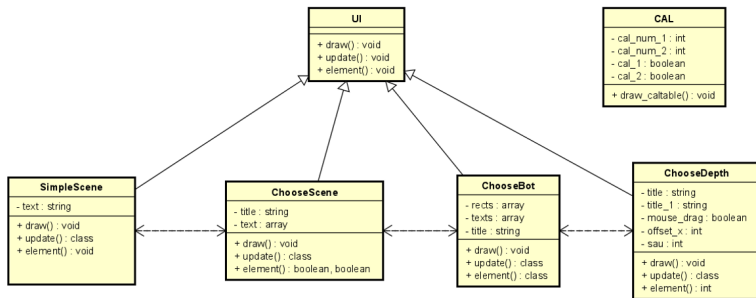 UI
+ draw() : void
+ update() : void
+ element() : void
CAL
- cal_num_1 : int
- cal_num_2 : int
- cal_1 : boolean
- cal_2 : boolean
+ draw_caltable() : void
SimpleScene
- text : string
+ draw() : void
+ update() : class
+ element() : void
ChooseScene
- title : string
- text : array
+ draw() : void
+ update() : class
+ element() : boolean, boolean
ChooseBot
- rects : array
- texts : array
- title : string
+ draw() : void
+ update() : class
+ element() : class
ChooseDepth
- title : string
- title_1 : string
- mouse_drag : boolean
- offset_x : int
- sau : int
+ draw() : void
+ update() : class
+ element() : int